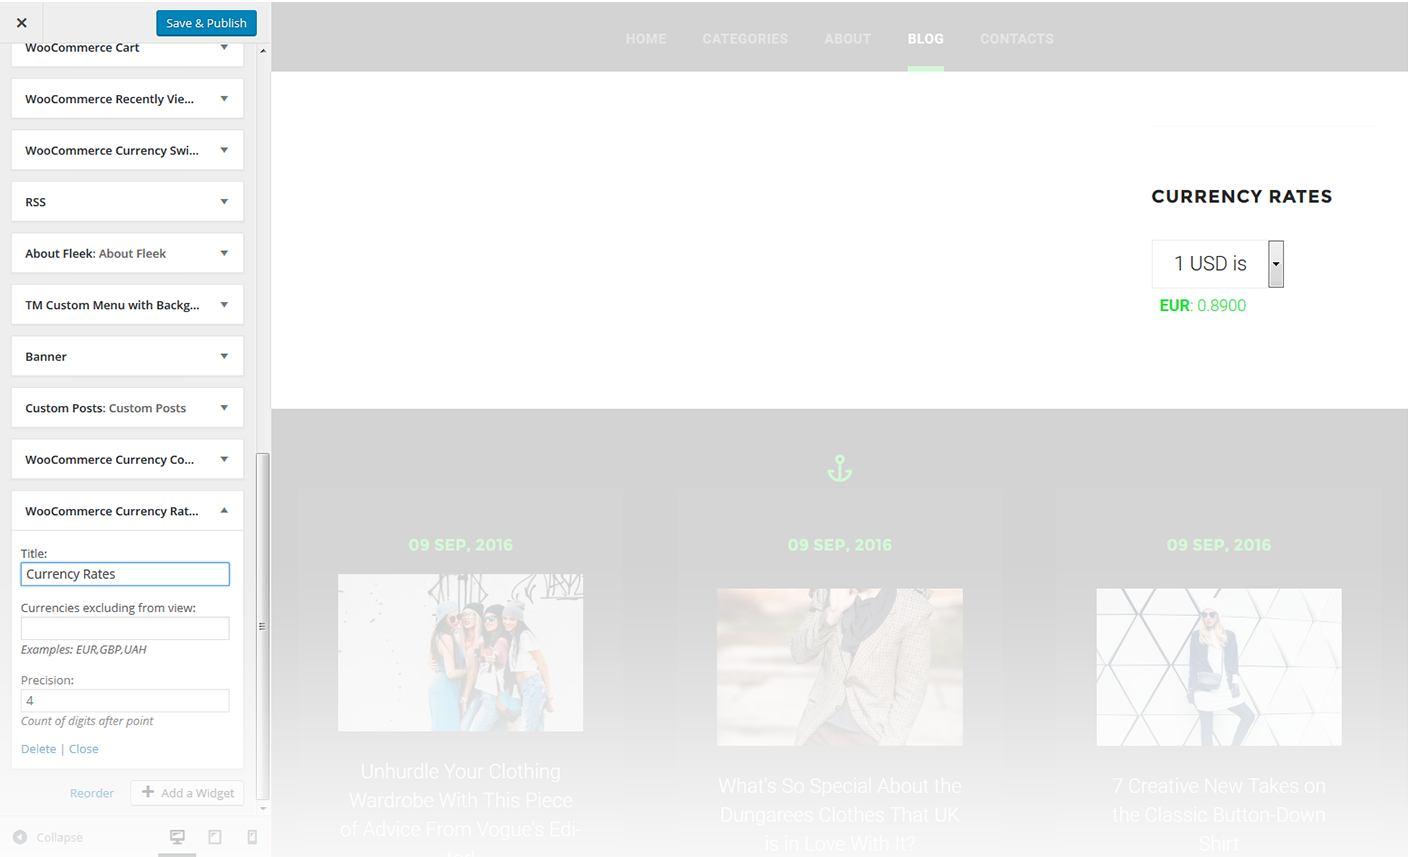 Save & Publish
WooCommerce Cart
WooCommerce Recently Vie...
WooCommerce Currency Swi...
RSS
About Fleek: About Fleek
TM Custom Menu with Backg...
Banner
Custom Posts: Custom Posts
WooCommerce Currency Co...
WooCommerce Currency Rat...
Title:
Currency Rates
Currencies excluding from view:
Examples: EUR,GBP,UAH
Precision:
4
Count of digits after point
Delete | Close
Reorder
Add a Widget
Collapse
HOME CATEGORIES ABOUT BLOG CONTACTS
CURRENCY RATES
1 USD is
EUR: 0.8900
09 SEP, 2016
Unhurdle Your Clothing
Wardrobe With This Piece
of Advice From Vogue's Edi-
09 SEP, 2016
What's So Special About the
Dungarees Clothes That UK
is in Love With It?
09 SEP, 2016
7 Creative New Takes on
the Classic Button-Down
Shirt